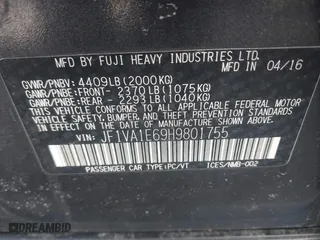 MFD BY FUJI HEAVY INDUSTRIES LTD. 04/16
GVWR/PNBV: 4409LB(2000KG)
GAWR/PNBE:FRONT- 2370LB(1075KG)
GAWR/PNBE:REAR - 2293LB(1040KG)
THIS VEHICLE CONFORMS TO ALL APPLICABLE FEDERAL MOTOR
VEHICLE SAFETY, BUMPER, AND THEFT PREVENTION STANDARDS
IN EFFECT ON THE DATE OF MANUFACTURE SHOWN ABOVE.
VIN: JF1VA1E69H9801755
PASSENGER CAR TYPE:PC/VT ICES/NMB-002
DREAMBID